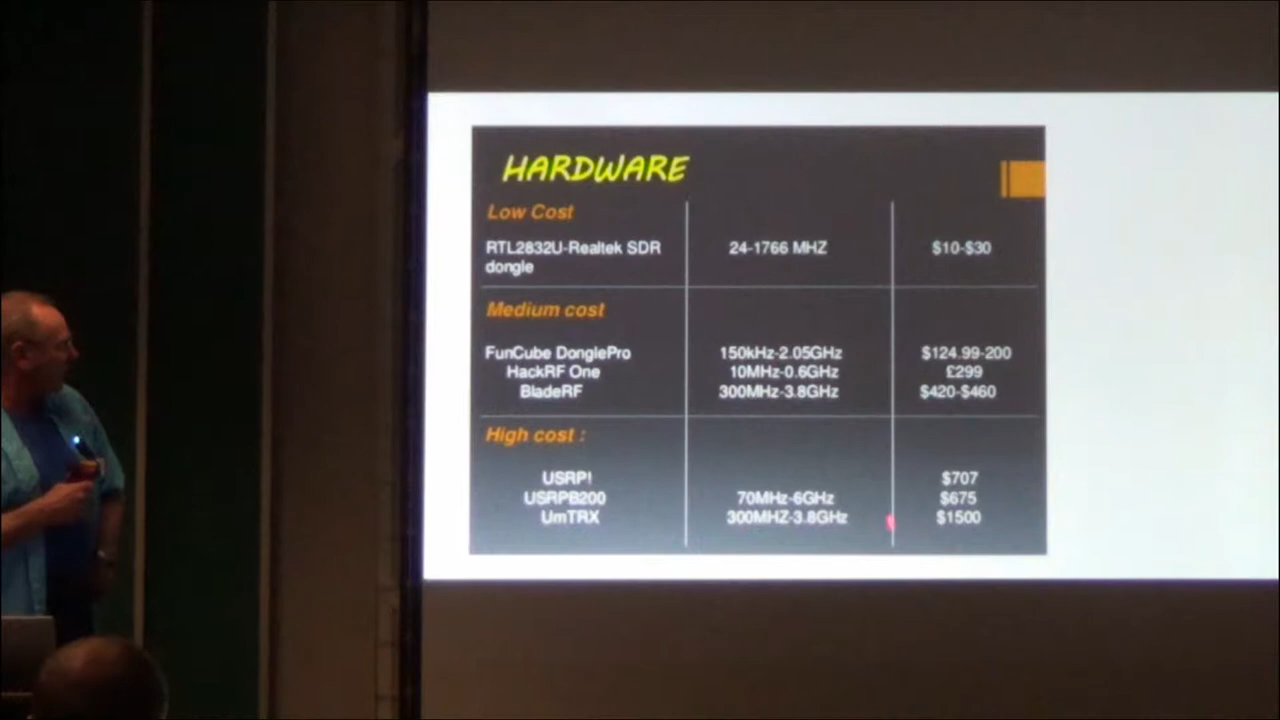 HARDWARE
Low Cost
RTL2832U-Realtek SDR dongle 24-1766 MHZ $10-$30
Medium cost
FunCube DonglePro 150kHz-2.05GHz $124.99-200
HackRF One 10MHz-0.6GHz £299
BladeRF 300MHz-3.8GHz $420-$460
High cost :
USRP! $707
USRPB200 70MHz-6GHz $675
UmTRX 300MHZ-3.8GHz $1500